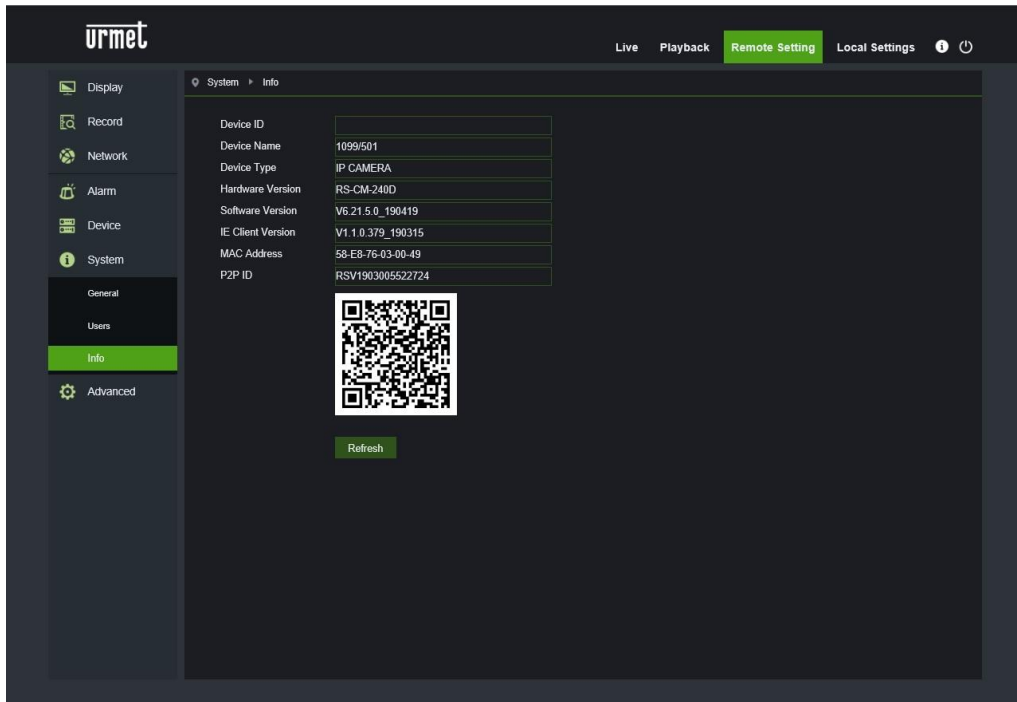 urmet
Live Playback Remote Setting Local Settings
Display
Record
Network
Alarm
Device
System
General
Users
Info
Advanced
System Info
Device ID
Device Name 1099/501
Device Type IP CAMERA
Hardware Version RS-CM-240D
Software Version V6.21.5.0_190419
IE Client Version V1.1.0.379_190315
MAC Address 58-E8-76-03-00-49
P2P ID RSV1903005522724
Refresh